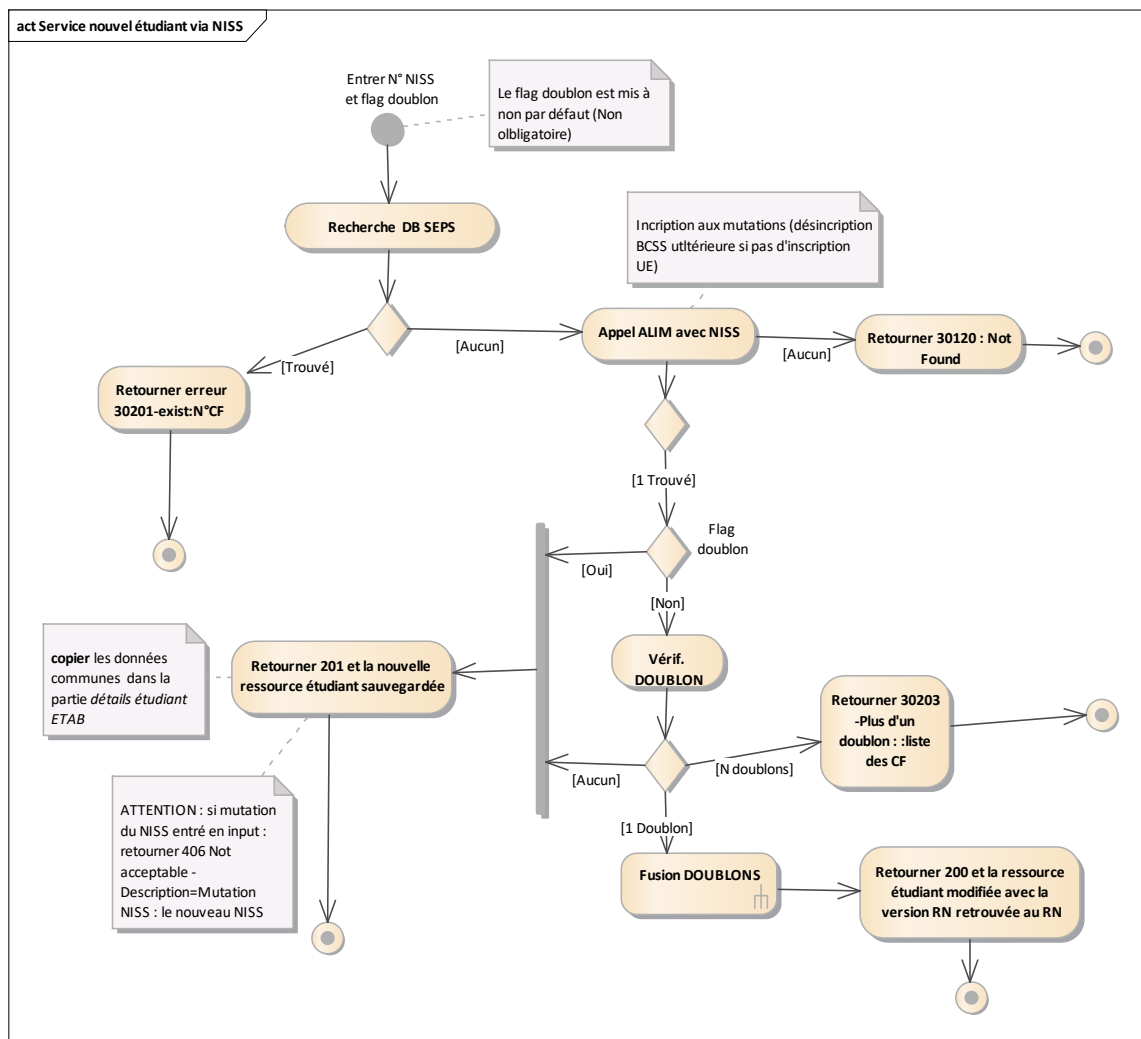 act Service nouvel étudiant via NISS
Entrer N° NISS
et flag doublon
Le flag doublon est mis à
non par défaut (Non
olbligatoire)
Recherche DB SEPS
Incription aux mutations (désincription
BCSS utltérieure si pas d'inscription
UE)
[Trouvé]
[Aucun]
Appel ALIM avec NISS
[Aucun]
Retourner 30120 : Not
Found
Retourner erreur
30201-exist:N°CF
[1 Trouvé]
Flag
doublon
[Oui]
[Non]
copier les données
communes dans la
partie détails étudiant
ETAB
Retourner 201 et la nouvelle
ressource étudiant sauvegardée
Vérif.
DOUBLON
Retourner 30203
-Plus d'un
doublon : :liste
des CF
[Aucun]
[N doublons]
[1 Doublon]
ATTENTION : si mutation
du NISS entré en input :
retourner 406 Not
acceptable -
Description=Mutation
NISS : le nouveau NISS
Fusion DOUBLONS
Retourner 200 et la ressource
étudiant modifiée avec la
version RN retrouvée au RN